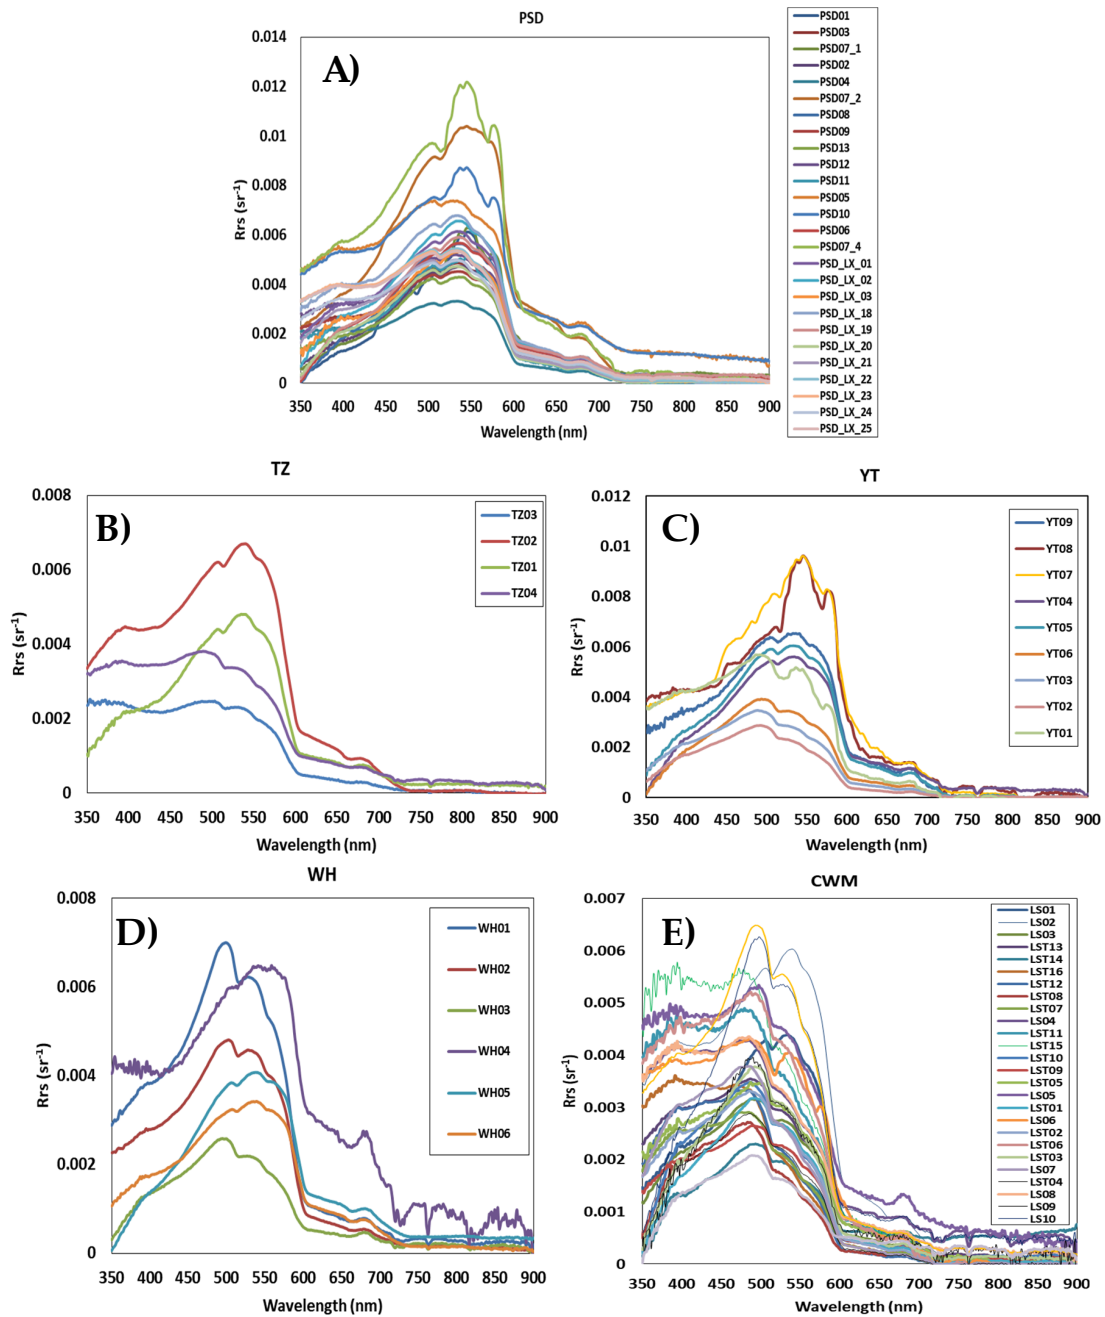 PSD
A)
0.014
0.012
0.01
0.008
0.006
0.004
0.002
0
Rrs (sr-1)
350 400 450 500 550 600 650 700 750 800 850 900
Wavelength (nm)
PSD01
PSD03
PSD07_1
PSD02
PSD04
PSD07_2
PSD08
PSD09
PSD13
PSD12
PSD11
PSD05
PSD10
PSD06
PSD07_4
PSD_LX_01
PSD_LX_02
PSD_LX_03
PSD_LX_18
PSD_LX_19
PSD_LX_20
PSD_LX_21
PSD_LX_22
PSD_LX_23
PSD_LX_24
PSD_LX_25
TZ
B)
0.008
0.006
0.004
0.002
0
Rrs (sr-1)
350 400 450 500 550 600 650 700 750 800 850 900
Wavelength (nm)
TZ03
TZ02
TZ01
TZ04
YT
C)
0.012
0.01
0.008
0.006
0.004
0.002
0
Rrs (sr-1)
350 400 450 500 550 600 650 700 750 800 850 900
Wavelength (nm)
YT09
YT08
YT07
YT04
YT05
YT06
YT03
YT02
YT01
WH
D)
0.008
0.006
0.004
0.002
0
Rrs (sr-1)
350 400 450 500 550 600 650 700 750 800 850 900
Wavelength (nm)
WH01
WH02
WH03
WH04
WH05
WH06
CWM
E)
0.007
0.006
0.005
0.004
0.003
0.002
0.001
0.000
Rrs (sr-1)
350 400 450 500 550 600 650 700 750 800 850 900
Wavelength (nm)
LS01
LS02
LS03
LST13
LST14
LST16
LST12
LST08
LST07
LS04
LST11
LST15
LST10
LST09
LST05
LS05
LST01
LS06
LST02
LST06
LST03
LS07
LST04
LS08
LS09
LS10